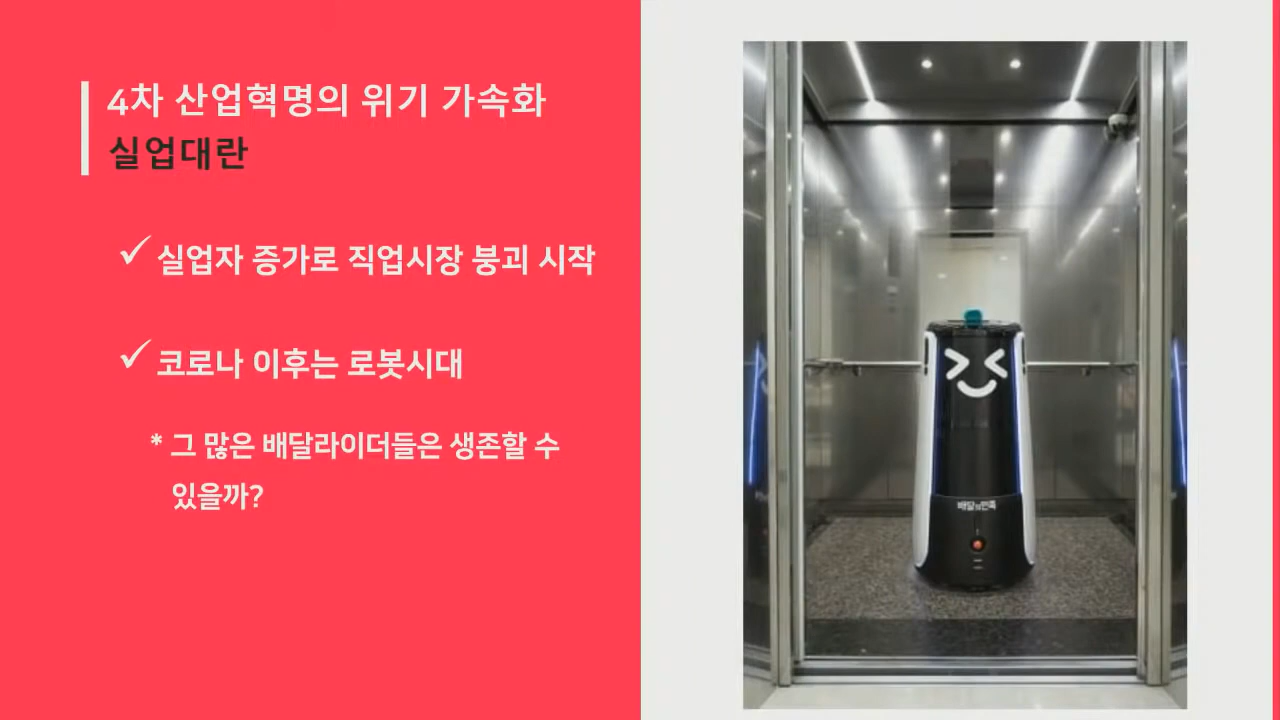 4차 산업혁명의 위기 가속화
실업대란
✓ 실업자 증가로 직업시장 붕괴 시작
✓ 코로나 이후는 로봇시대
* 그 많은 배달라이더들은 생존할 수
있을까?
배달의민족